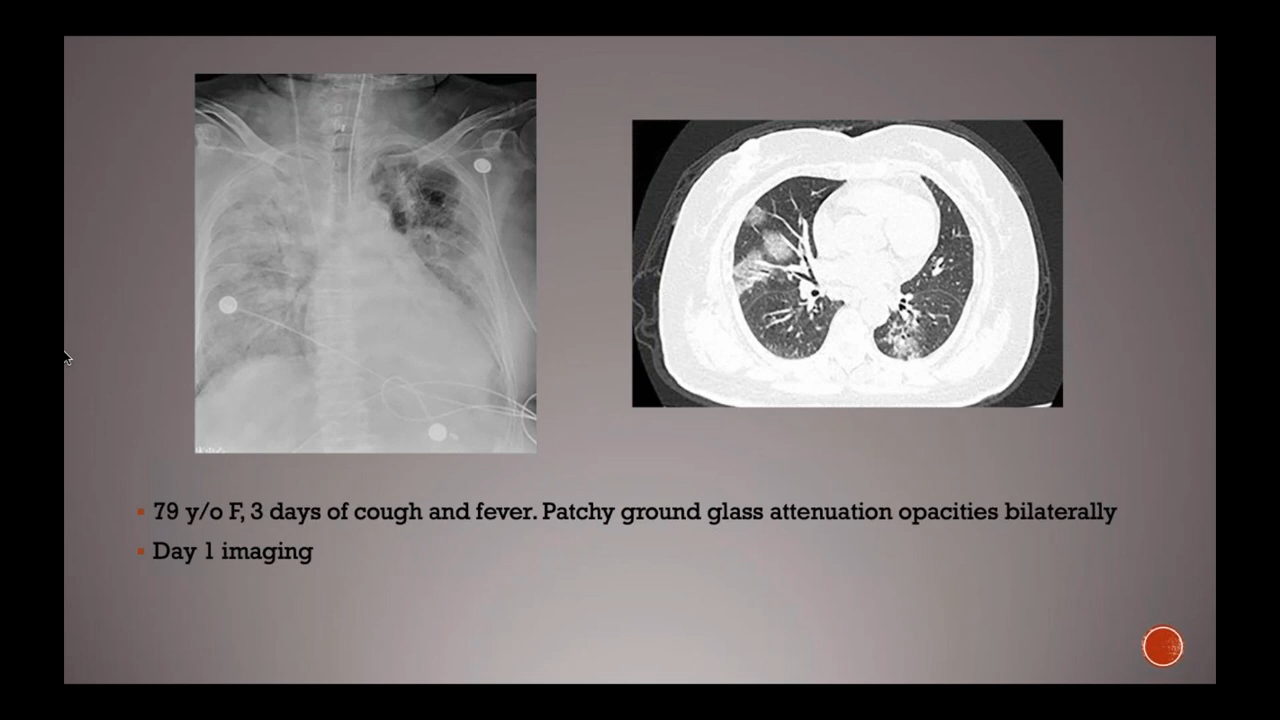 79 y/o F, 3 days of cough and fever. Patchy ground glass attenuation opacities bilaterally
Day 1 imaging